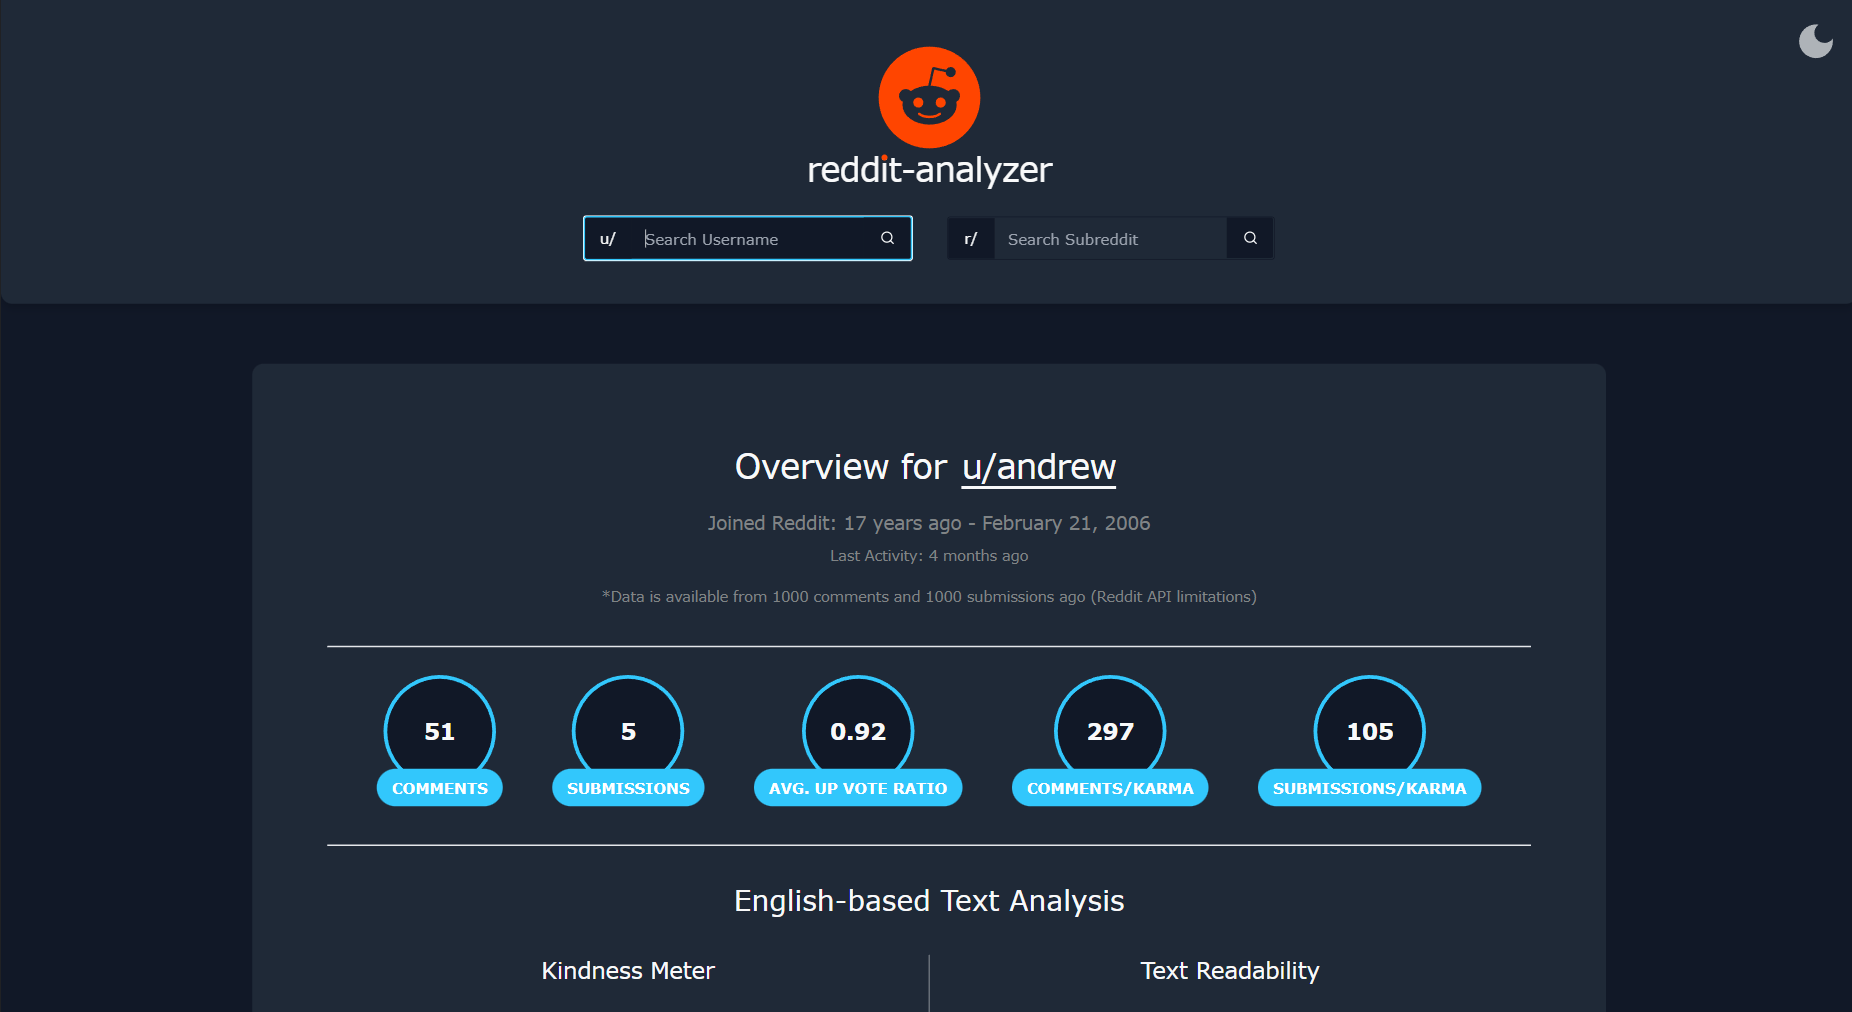 reddit-analyzer
u/ Search Username
r/ Search Subreddit
Overview for u/andrew
Joined Reddit: 17 years ago - February 21, 2006
Last Activity: 4 months ago
*Data is available from 1000 comments and 1000 submissions ago (Reddit API limitations)
51
COMMENTS
5
SUBMISSIONS
0.92
AVG. UP VOTE RATIO
297
COMMENTS/KARMA
105
SUBMISSIONS/KARMA
English-based Text Analysis
Kindness Meter
Text Readability